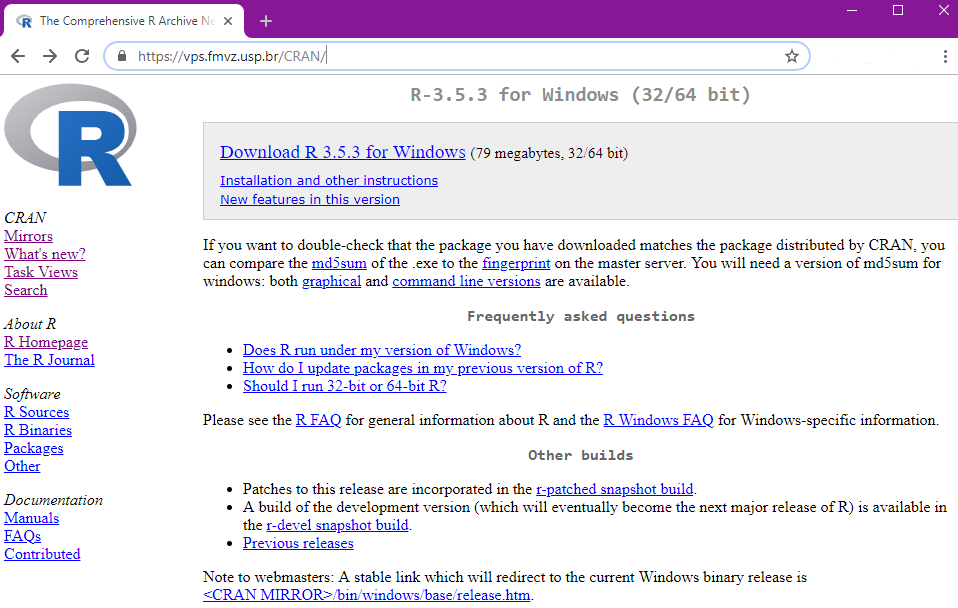 The Comprehensive R Archive Ne
https://vps.fmvz.usp.br/CRAN/
R
R
CRAN
Mirrors
What's new?
Task Views
Search
About R
R Homepage
The R Journal
Software
R Sources
R Binaries
Packages
Other
Documentation
Manuals
FAQs
Contributed
R-3.5.3 for Windows (32/64 bit)
Download R 3.5.3 for Windows (79 megabytes, 32/64 bit)
Installation and other instructions
New features in this version
If you want to double-check that the package you have downloaded matches the package distributed by CRAN, you
can compare the md5sum of the .exe to the fingerprint on the master server. You will need a version of md5sum for
windows: both graphical and command line versions are available.
Frequently asked questions
• Does R run under my version of Windows?
• How do I update packages in my previous version of R?
• Should I run 32-bit or 64-bit R?
Please see the R FAQ for general information about R and the R Windows FAQ for Windows-specific information.
Other builds
• Patches to this release are incorporated in the r-patched snapshot build.
• A build of the development version (which will eventually become the next major release of R) is available in
the r-devel snapshot build.
• Previous releases
Note to webmasters: A stable link which will redirect to the current Windows binary release is
<CRAN MIRROR>/bin/windows/base/release.htm.